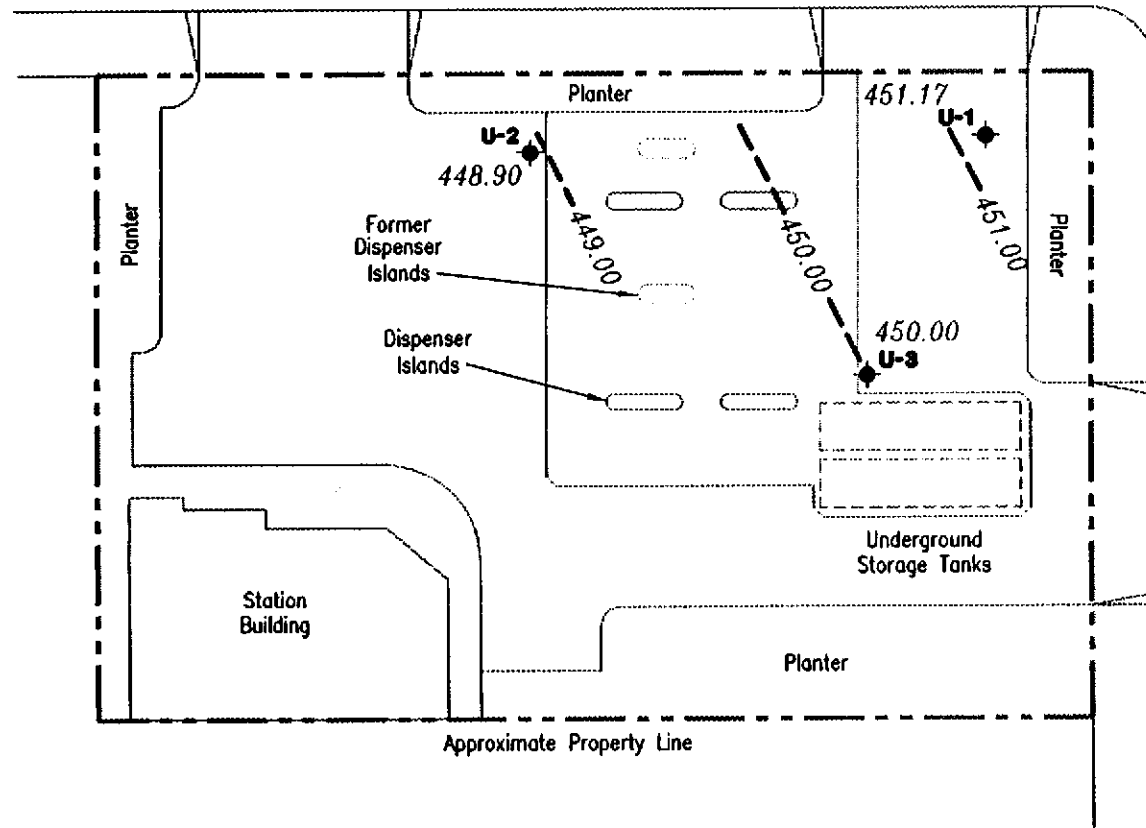 Planter
451.17
U-1
U-2
448.90
Planter
Former
Dispenser
Islands
449.00
450.00
451.00
Planter
Dispenser
Islands
450.00
U-3
Underground
Storage Tanks
Station
Building
Planter
Approximate Property Line